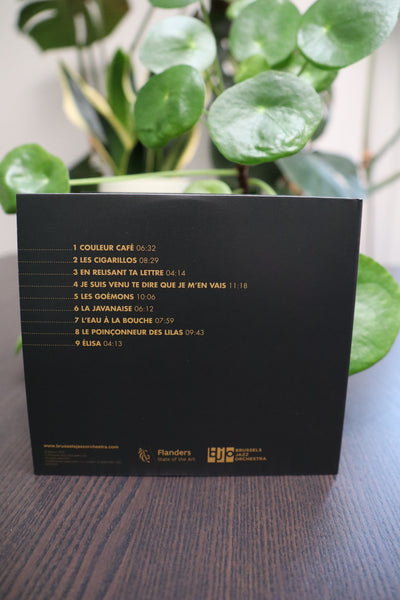 1 COULEUR CAFÉ 06:32
2 LES CIGARILLOS 08:29
3 EN RELISANT TA LETTRE 04:14
4 JE SUIS VENU TE DIRE QUE JE M'EN VAIS 11:18
5 LES GOÉMONS 10:06
6 LA JAVANAISE 06:12
7 L'EAU À LA BOUCHE 07:59
8 LE POINÇONNEUR DES LILAS 09:43
9 ÉLISA 04:13
www.brusselsjazzorchestra.com
Flanders
State of the Art
bjo
BRUSSELS
JAZZ
ORCHESTRA